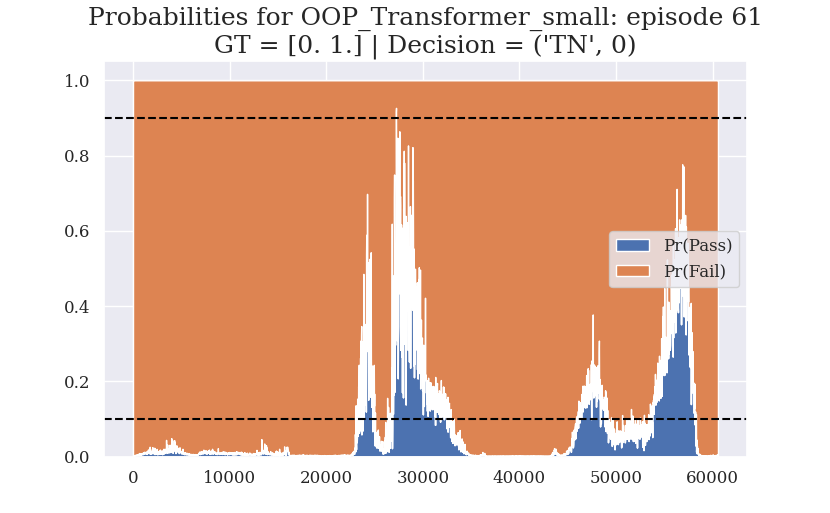 Probabilities for OOP_Transformer_small: episode 61
GT = [0. 1.] | Decision = ('TN', 0)
1.0
0.8
0.6
0.4
0.2
0.0
Pr(Pass)
Pr(Fail)
0 10000 20000 30000 40000 50000 60000